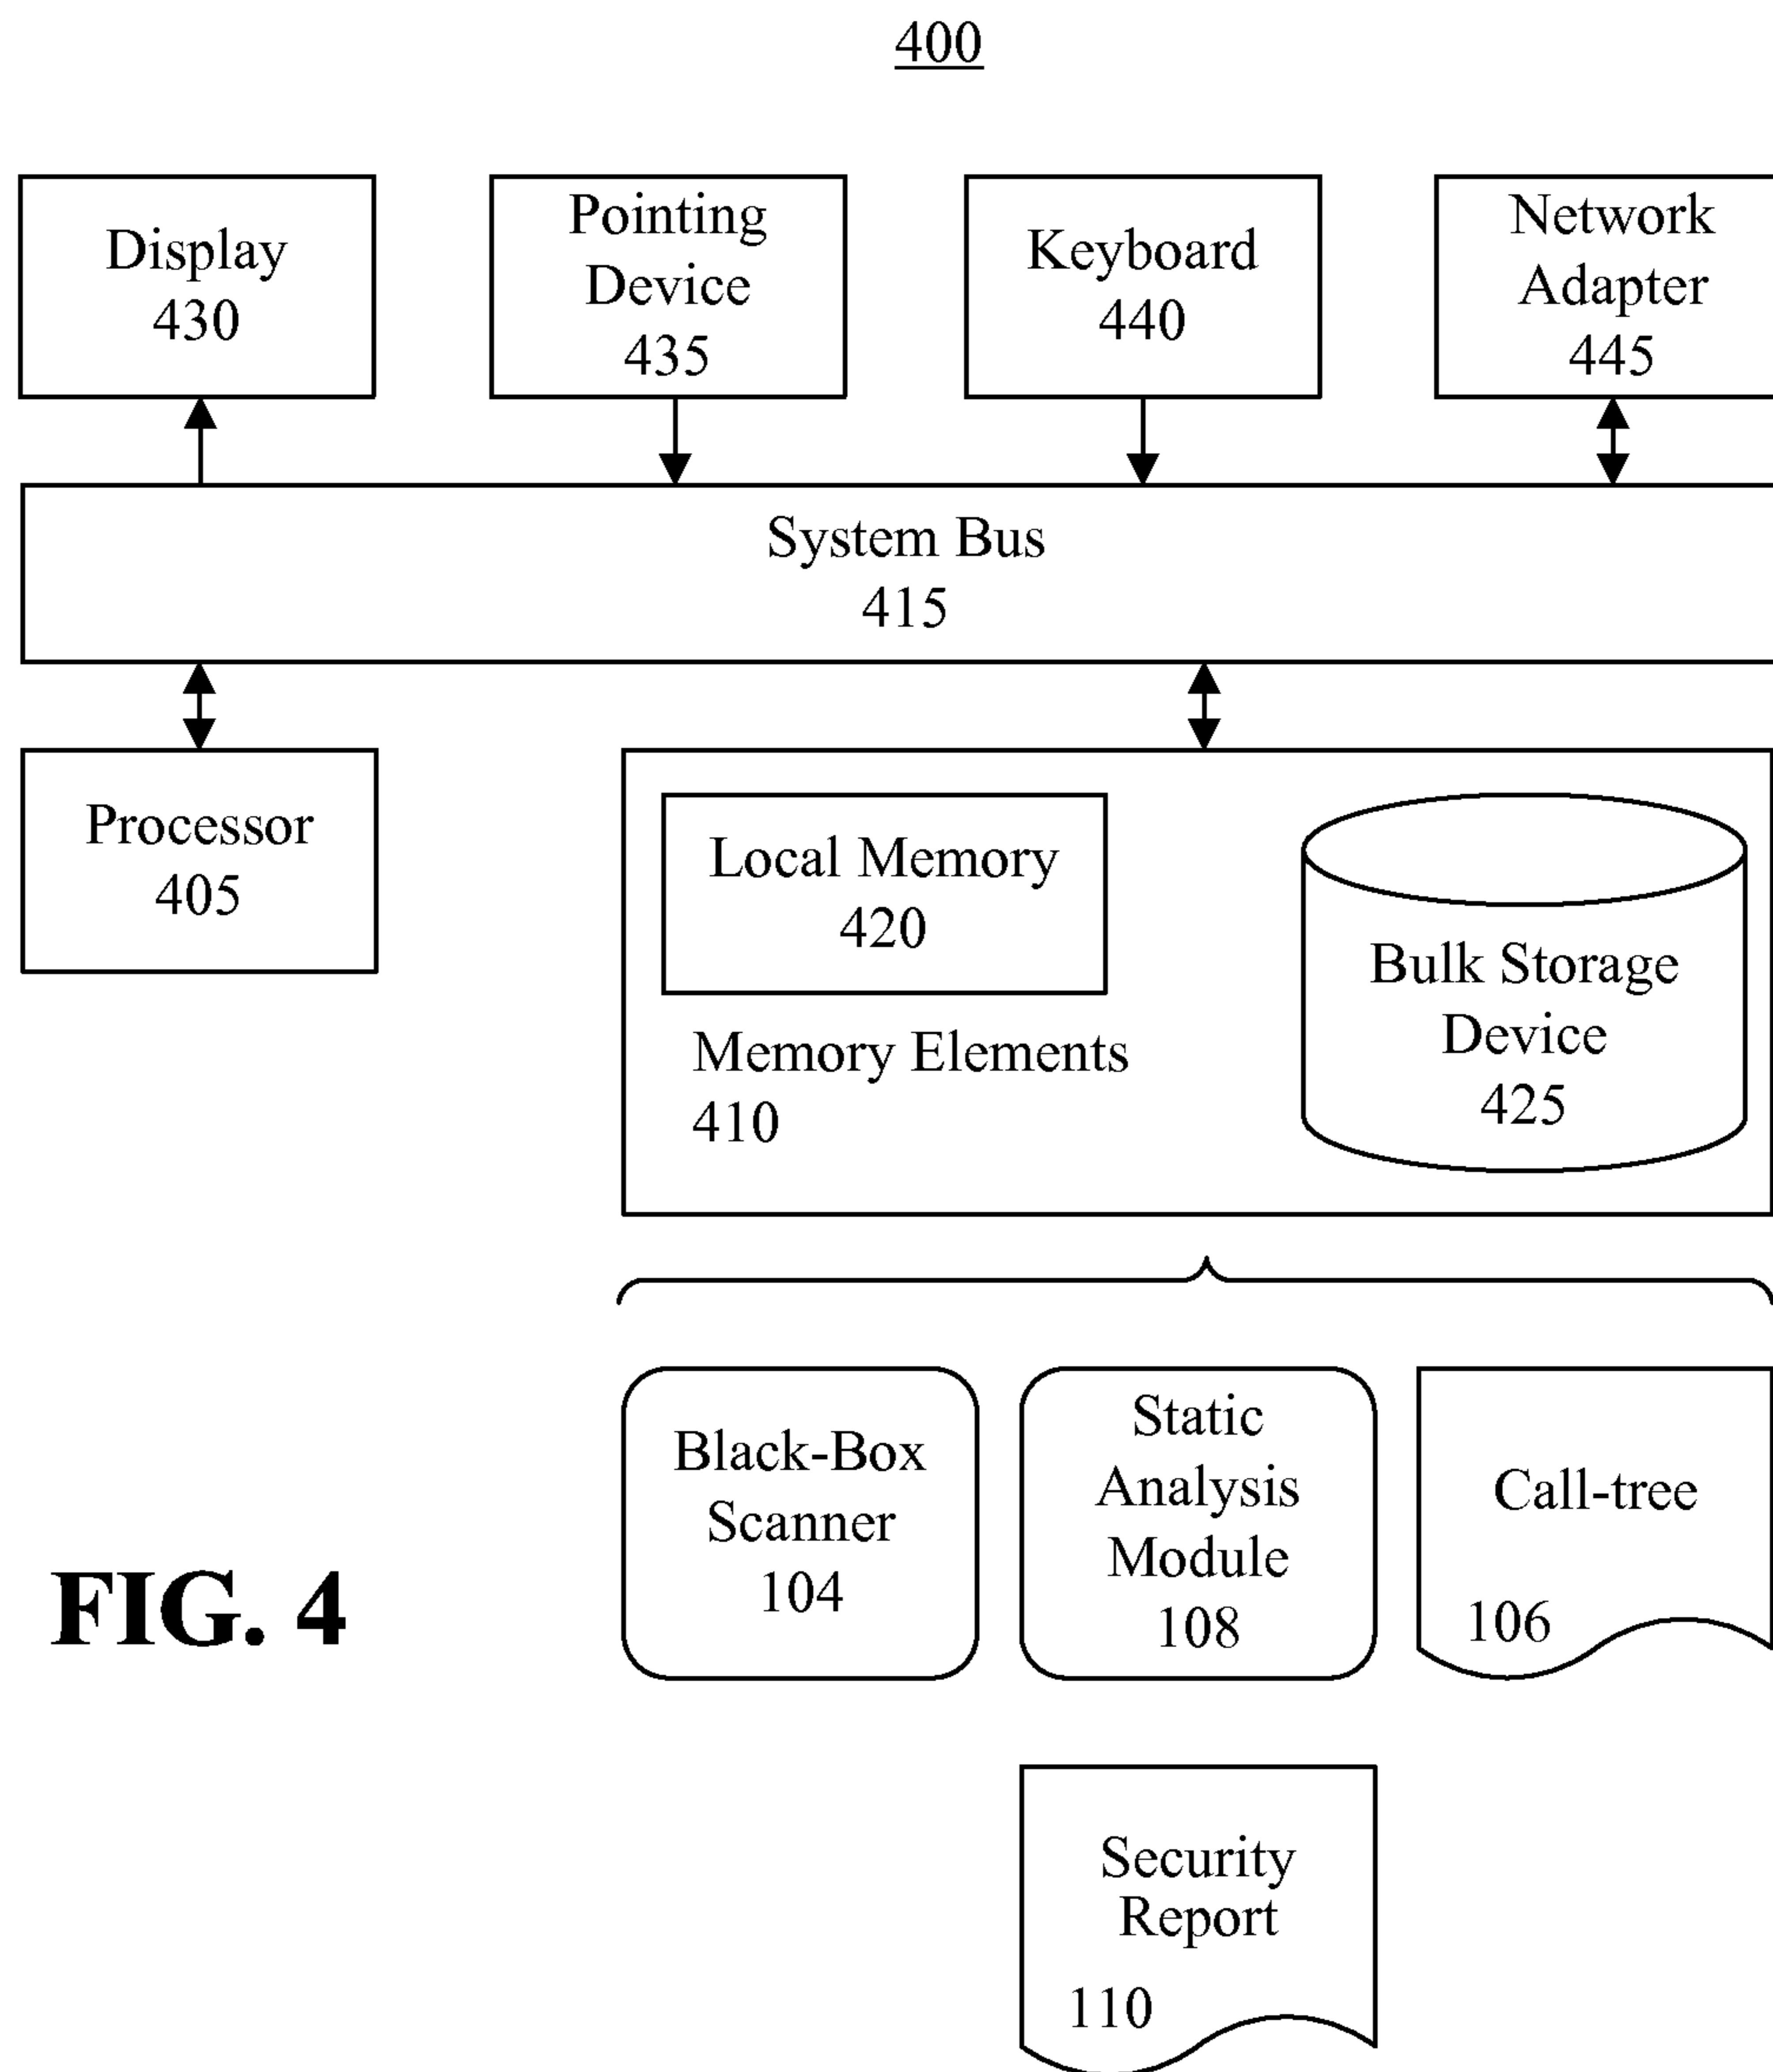 400
Display
430
Pointing
Device
435
Keyboard
440
Network
Adapter
445
System Bus
415
Processor
405
Local Memory
420
Memory Elements
410
Bulk Storage
Device
425
Black-Box
Scanner
104
Static
Analysis
Module
108
Call-tree
106
FIG. 4
Security
Report
110